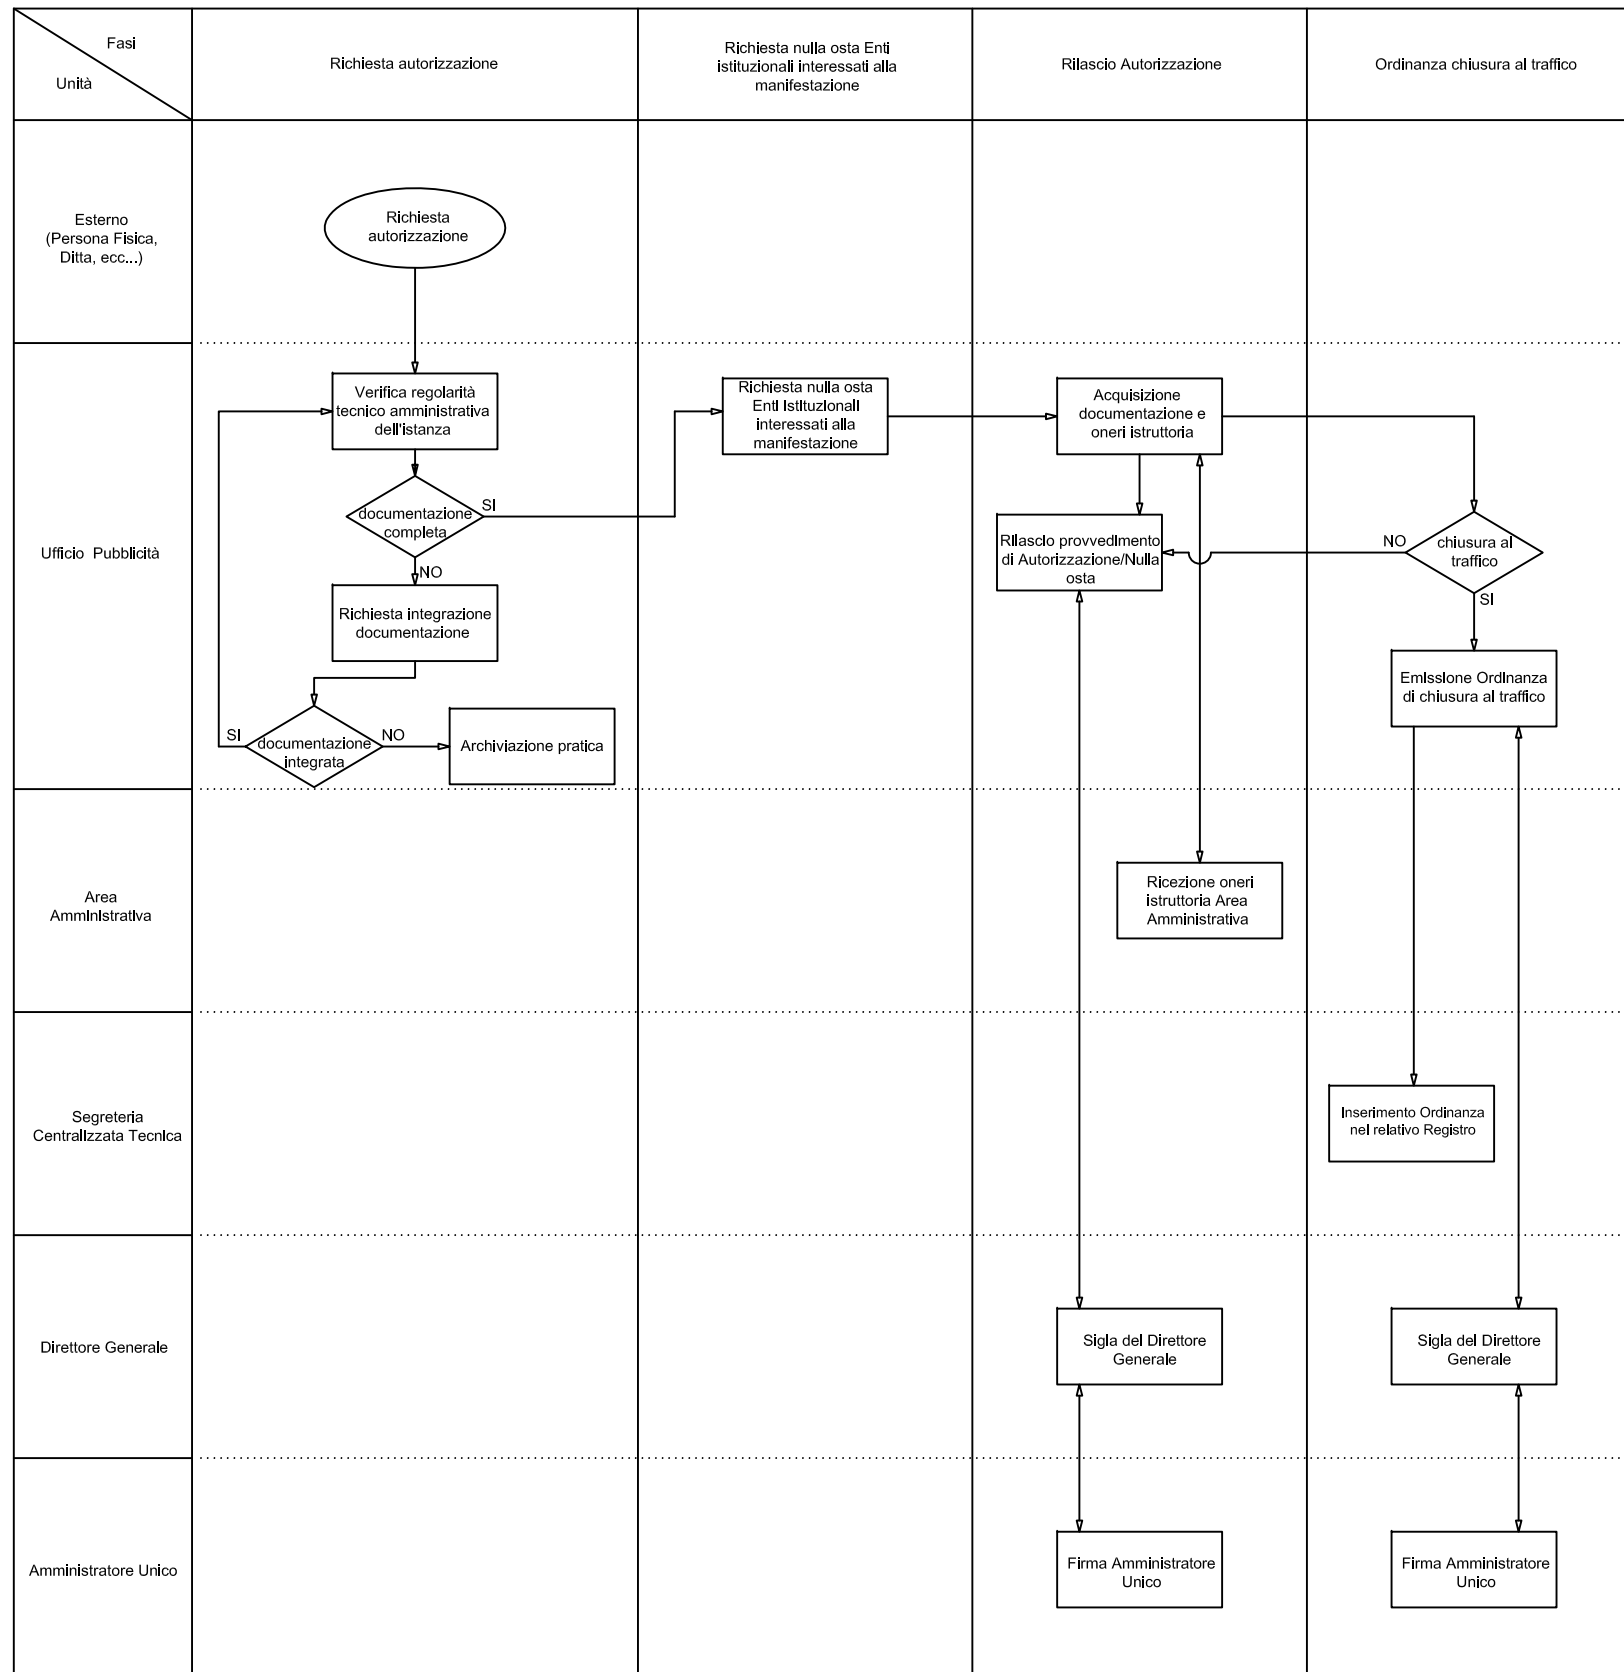 Fasi
Unità
Richiesta autorizzazione
Richiesta nulla osta Enti
istituzionali interessati alla
manifestazione
Rilascio Autorizzazione
Ordinanza chiusura al traffico
Esterno
(Persona Fisica,
Ditta, ecc...)
Richiesta
autorizzazione
Ufficio Pubblicità
Verifica regolarità
tecnico amministrativa
dell'istanza
documentazione
completa
SI
NO
Richiesta integrazione
documentazione
documentazione
integrata
SI
NO
Archiviazione pratica
Richiesta nulla osta
Enti Istituzionali
interessati alla
manifestazione
Acquisizione
documentazione e
oneri istruttoria
Rilascio provvedimento
di Autorizzazione/Nulla
osta
chiusura al
traffico
NO
SI
Emissione Ordinanza
di chiusura al traffico
Area
Amministrativa
Ricezione oneri
istruttoria Area
Amministrativa
Segreteria
Centralizzata Tecnica
Inserimento Ordinanza
nel relativo Registro
Direttore Generale
Sigla del Direttore
Generale
Sigla del Direttore
Generale
Amministratore Unico
Firma Amministratore
Unico
Firma Amministratore
Unico